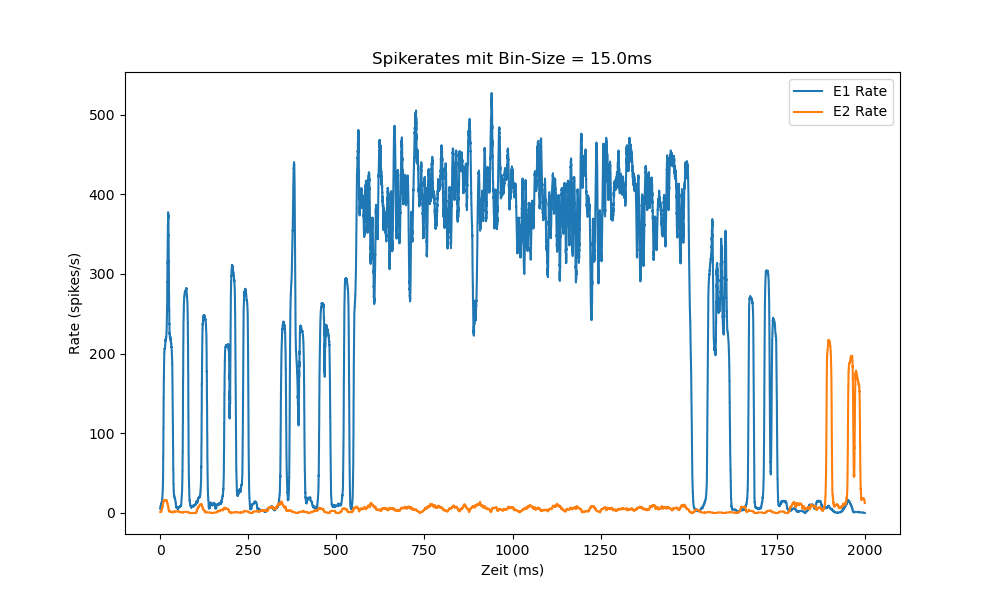 Spikerates mit Bin-Size = 15.0ms
E1 Rate
E2 Rate
500
400
300
200
100
0
Rate (spikes/s)
0 250 500 750 1000 1250 1500 1750 2000
Zeit (ms)